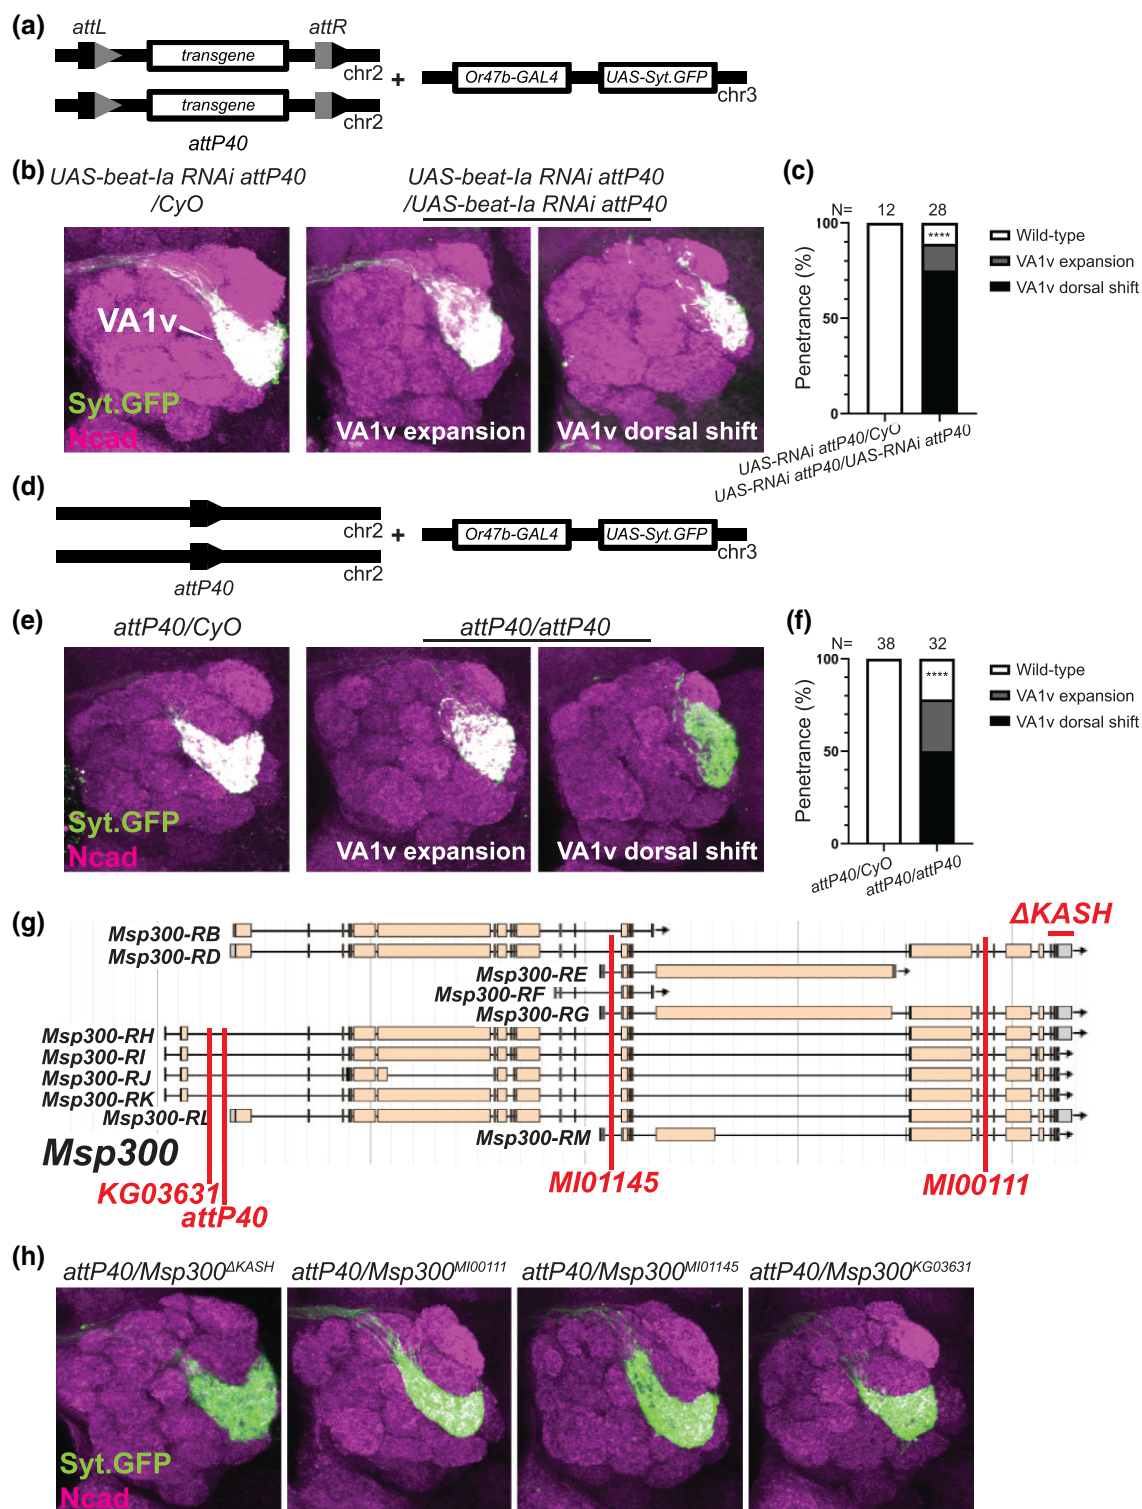 (a)
attL
attR
transgene
chr2
transgene
chr2
attP40
+
Or47b-GAL4
UAS-Syt.GFP
chr3
(b)
UAS-beat-Ia RNAi attP40
/CyO
UAS-beat-Ia RNAi attP40
/UAS-beat-Ia RNAi attP40
VA1v
Syt.GFP
Ncad
VA1v expansion
VA1v dorsal shift
(c)
N= 12 28
100
50
0
Penetrance (%)
****
Wild-type
VA1v expansion
VA1v dorsal shift
UAS-RNAi attP40/CyO
UAS-RNAi attP40/UAS-RNAi attP40
(d)
chr2
chr2
attP40
+
Or47b-GAL4
UAS-Syt.GFP
chr3
(e)
attP40/CyO
attP40/attP40
Syt.GFP
Ncad
VA1v expansion
VA1v dorsal shift
(f)
N= 38 32
100
50
0
Penetrance (%)
****
Wild-type
VA1v expansion
VA1v dorsal shift
attP40/CyO
attP40/attP40
(g)
ΔKASH
Msp300-RB
Msp300-RD
Msp300-RE
Msp300-RF
Msp300-RG
Msp300-RH
Msp300-RI
Msp300-RJ
Msp300-RK
Msp300-RL
Msp300-RM
Msp300
KG03631
attP40
MI01145
MI00111
(h)
attP40/Msp300ΔKASH
attP40/Msp300MI00111
attP40/Msp300MI01145
attP40/Msp300KG03631
Syt.GFP
Ncad